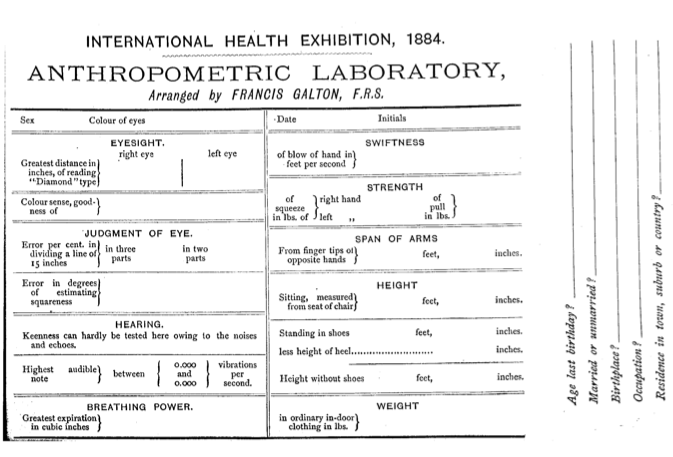 INTERNATIONAL HEALTH EXHIBITION, 1884.
ANTHROPOMETRIC LABORATORY,
Arranged by FRANCIS GALTON, F.R.S.
Sex Colour of eyes
EYESIGHT.
right eye left eye
Greatest distance in
inches, of reading
"Diamond" type
Colour sense, good-
ness of
JUDGMENT OF EYE.
Error per cent. in
dividing a line of
15 inches
in three
parts
in two
parts
Error in degrees
of estimating
squareness
HEARING.
Keenness can hardly be tested here owing to the noises
and echoes.
Highest audible
note
between
0.000
and
0.000
vibrations
per
second.
BREATHING POWER.
Greatest expiration
in cubic inches
Date Initials
SWIFTNESS
of blow of hand in
feet per second
STRENGTH
of
squeeze
in lbs. of
right hand
left „
of
pull
in lbs.
SPAN OF ARMS
From finger tips of
opposite hands
feet, inches.
HEIGHT
Sitting, measured
from seat of chair
feet, inches.
Standing in shoes feet, inches.
less height of heel........................... inches.
Height without shoes feet, inches.
WEIGHT
in ordinary in-door
clothing in lbs.
Age last birthday?
Married or unmarried?
Birthplace?
Occupation?
Residence in town, suburb or country?